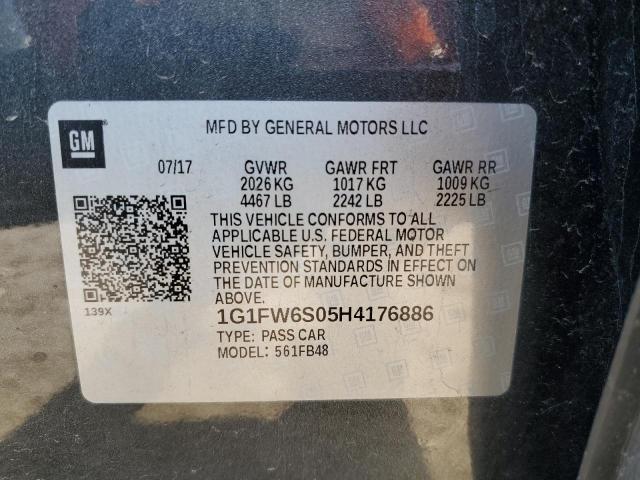 GM
MFD BY GENERAL MOTORS LLC
07/17 GVWR GAWR FRT GAWR RR
2026 KG 1017 KG 1009 KG
4467 LB 2242 LB 2225 LB
THIS VEHICLE CONFORMS TO ALL
APPLICABLE U.S. FEDERAL MOTOR
VEHICLE SAFETY, BUMPER, AND THEFT
PREVENTION STANDARDS IN EFFECT ON
THE DATE OF MANUFACTURE SHOWN
ABOVE.
139X
1G1FW6S05H4176886
TYPE: PASS CAR
MODEL: 561FB48